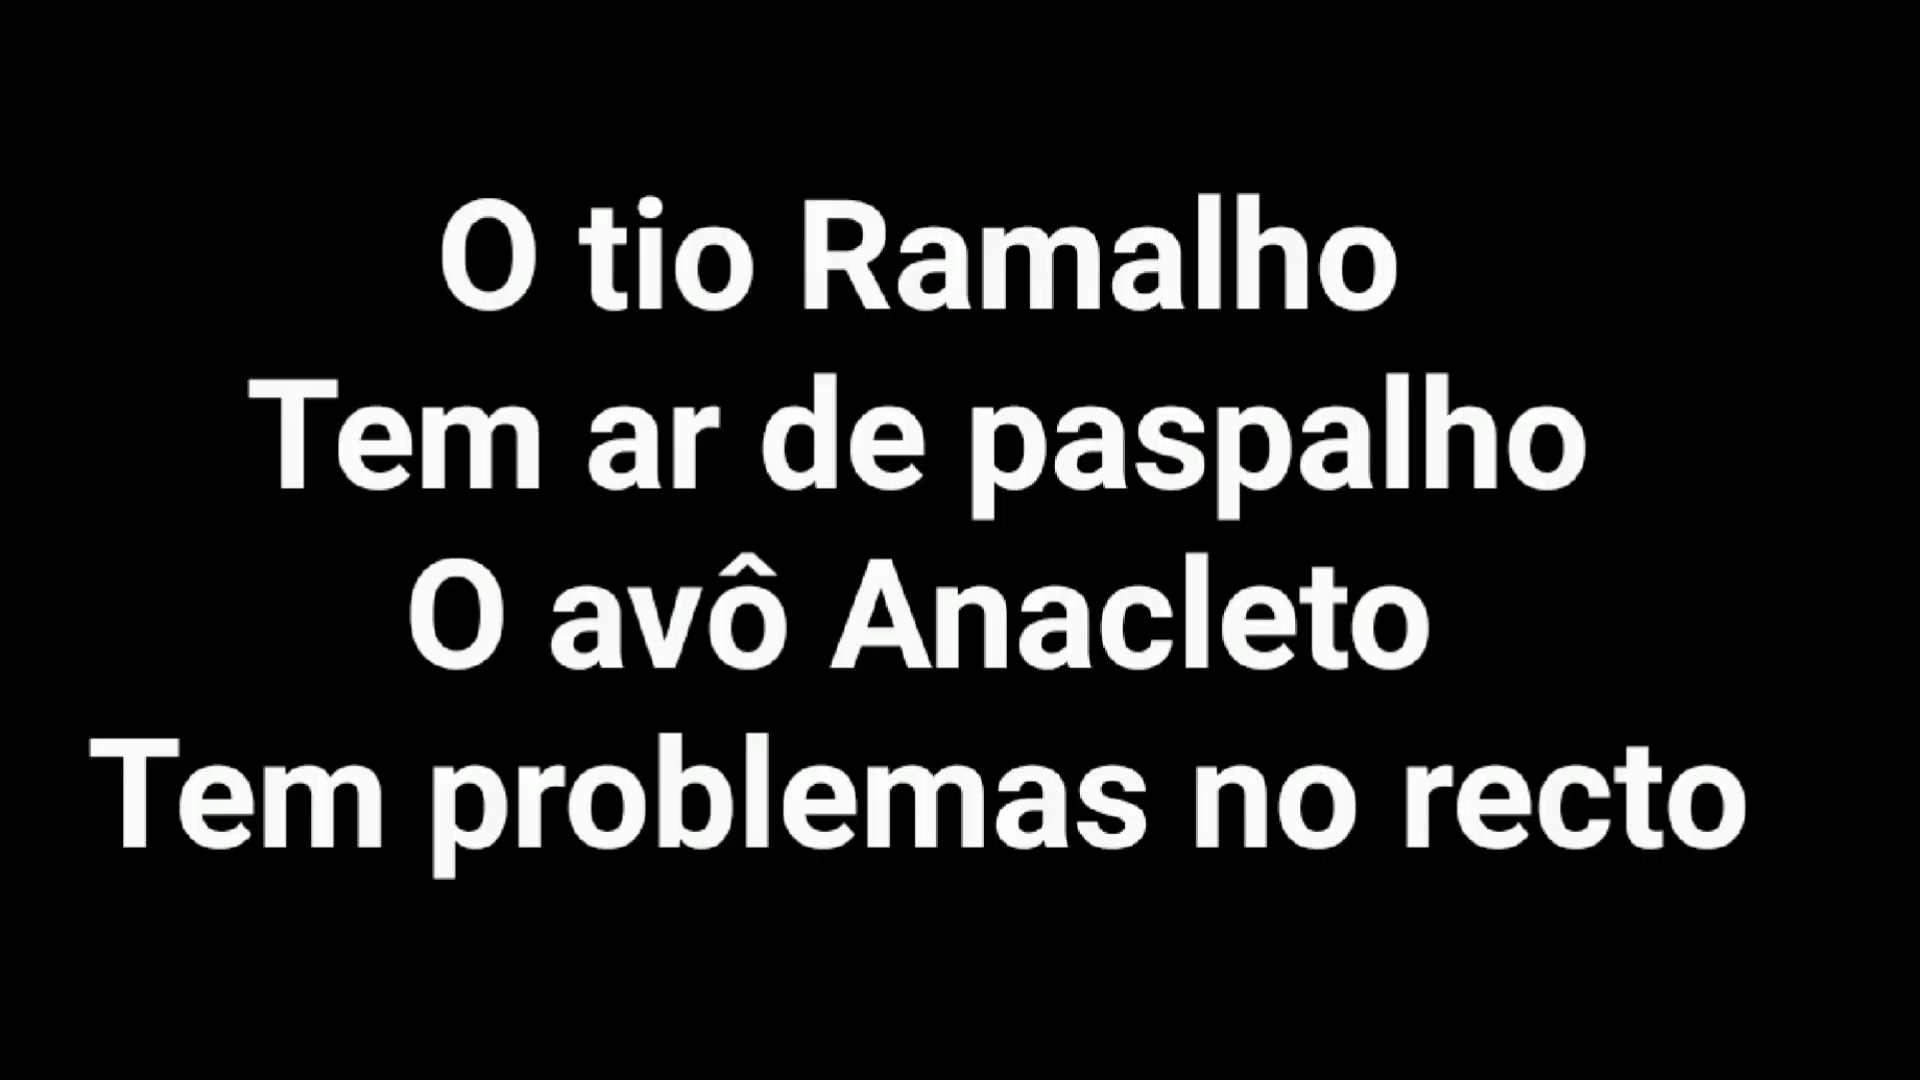 O tio Ramalho
Tem ar de paspalho
O avô Anacleto
Tem problemas no recto